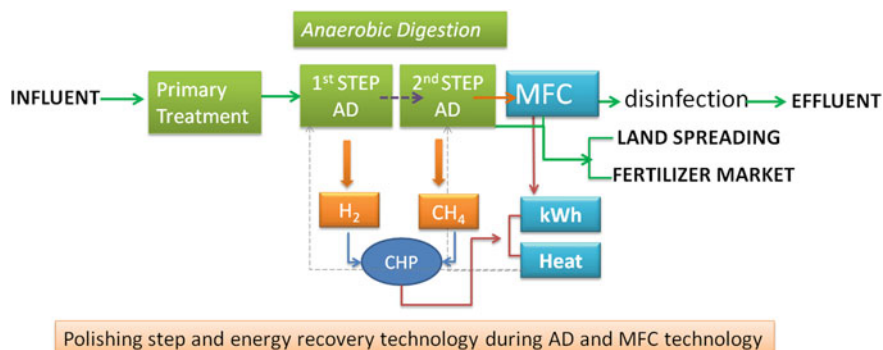 Anaerobic Digestion
INFLUENT
Primary
Treatment
1st STEP
AD
2nd STEP
AD
MFC
disinfection
EFFLUENT
LAND SPREADING
FERTILIZER MARKET
H2
CH4
kWh
CHP
Heat
Polishing step and energy recovery technology during AD and MFC technology